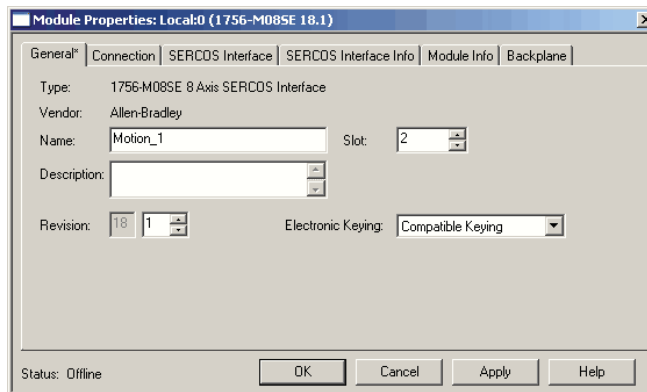 Module Properties: Local:0 (1756-M08SE 18.1)
General* Connection SERCOS Interface SERCOS Interface Info Module Info Backplane
Type: 1756-M08SE 8 Axis SERCOS Interface
Vendor: Allen-Bradley
Name: Motion_1 Slot: 2
Description:
Revision: 18 1 Electronic Keying: Compatible Keying
Status: Offline OK Cancel Apply Help